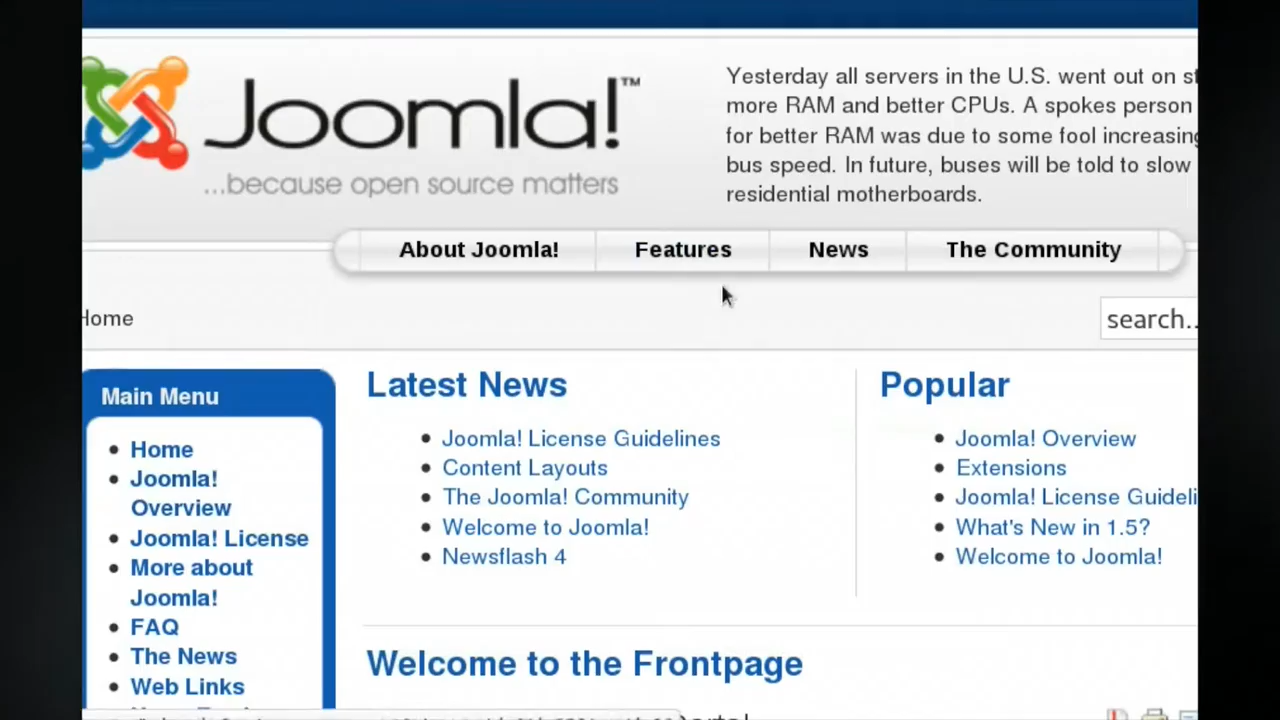 Joomla!™
...because open source matters
Yesterday all servers in the U.S. went out on
more RAM and better CPUs. A spokes person
for better RAM was due to some fool increasing
bus speed. In future, buses will be told to slow
residential motherboards.
About Joomla! Features News The Community
Home
search..
Main Menu
Home
Joomla!
Overview
Joomla! License
More about
Joomla!
FAQ
The News
Web Links
Latest News
Joomla! License Guidelines
Content Layouts
The Joomla! Community
Welcome to Joomla!
Newsflash 4
Popular
Joomla! Overview
Extensions
Joomla! License Guideli
What's New in 1.5?
Welcome to Joomla!
Welcome to the Frontpage